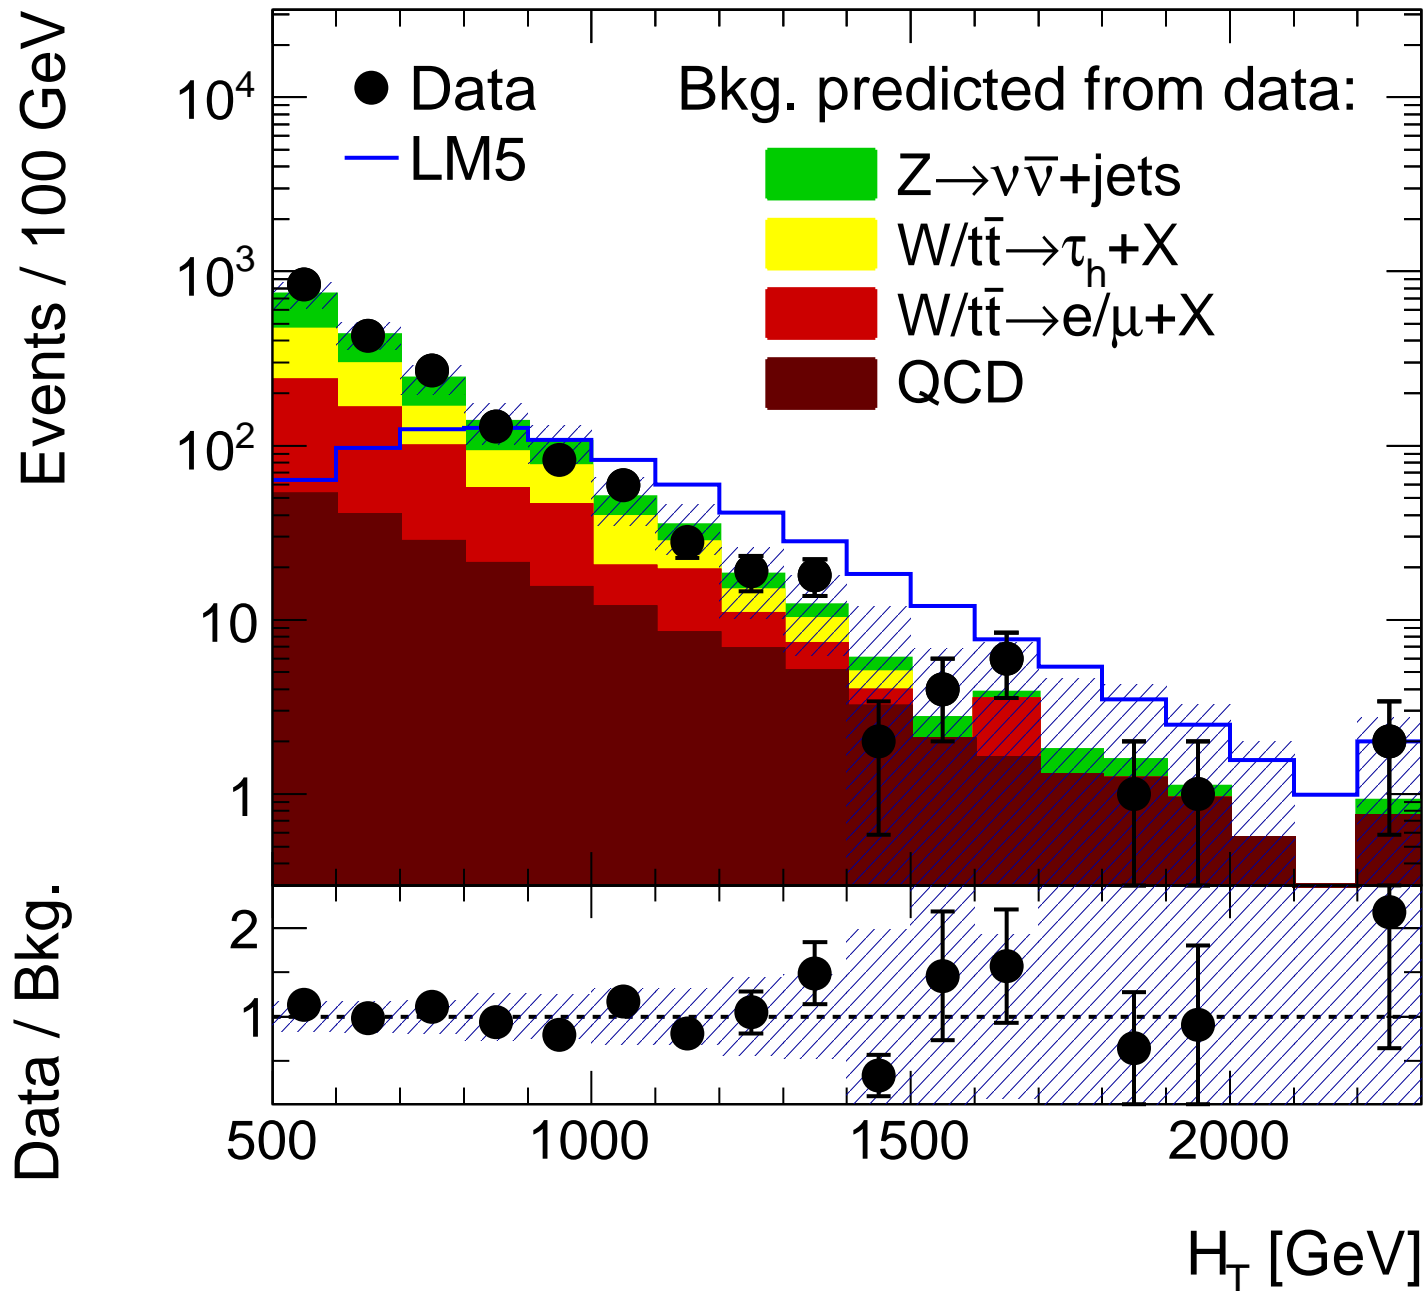 Events / 100 GeV
10⁴
10³
10²
10
1
Data
LM5
Bkg. predicted from data:
Z→νν̅+jets
W/tt̅→τₕ+X
W/tt̅→e/μ+X
QCD
Data / Bkg.
2
1
500 1000 1500 2000
H_T [GeV]